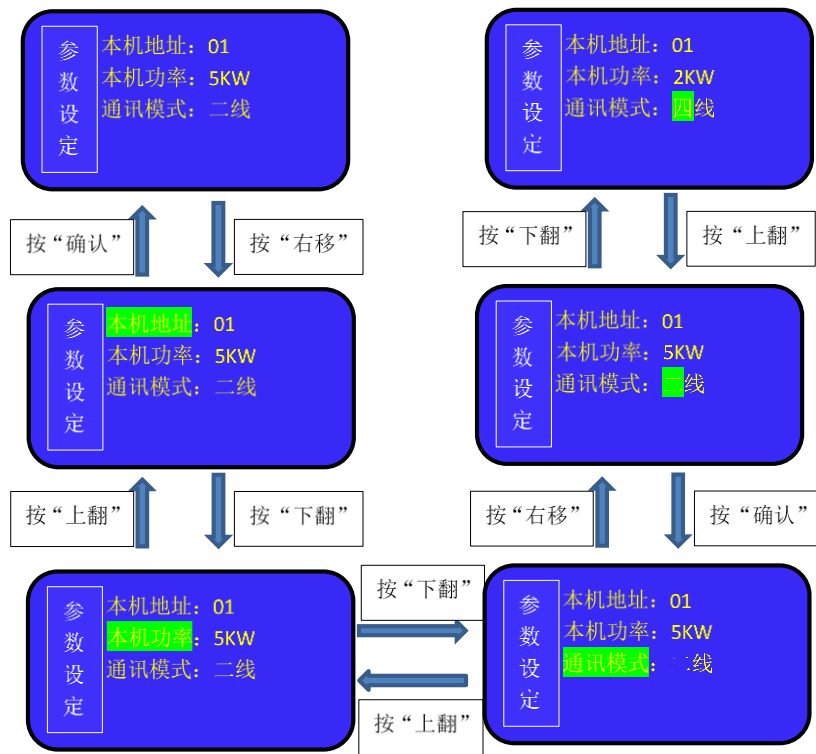 参数设定
本机地址：01
本机功率：5KW
通讯模式：二线
参数设定
本机地址：01
本机功率：2KW
通讯模式：四线
按“确认”
按“右移”
按“下翻”
按“上翻”
参数设定
本机地址：01
本机功率：5KW
通讯模式：二线
参数设定
本机地址：01
本机功率：5KW
通讯模式：二线
按“上翻”
按“下翻”
按“右移”
按“确认”
参数设定
本机地址：01
本机功率：5KW
通讯模式：二线
按“下翻”
按“上翻”
参数设定
本机地址：01
本机功率：5KW
通讯模式：二线